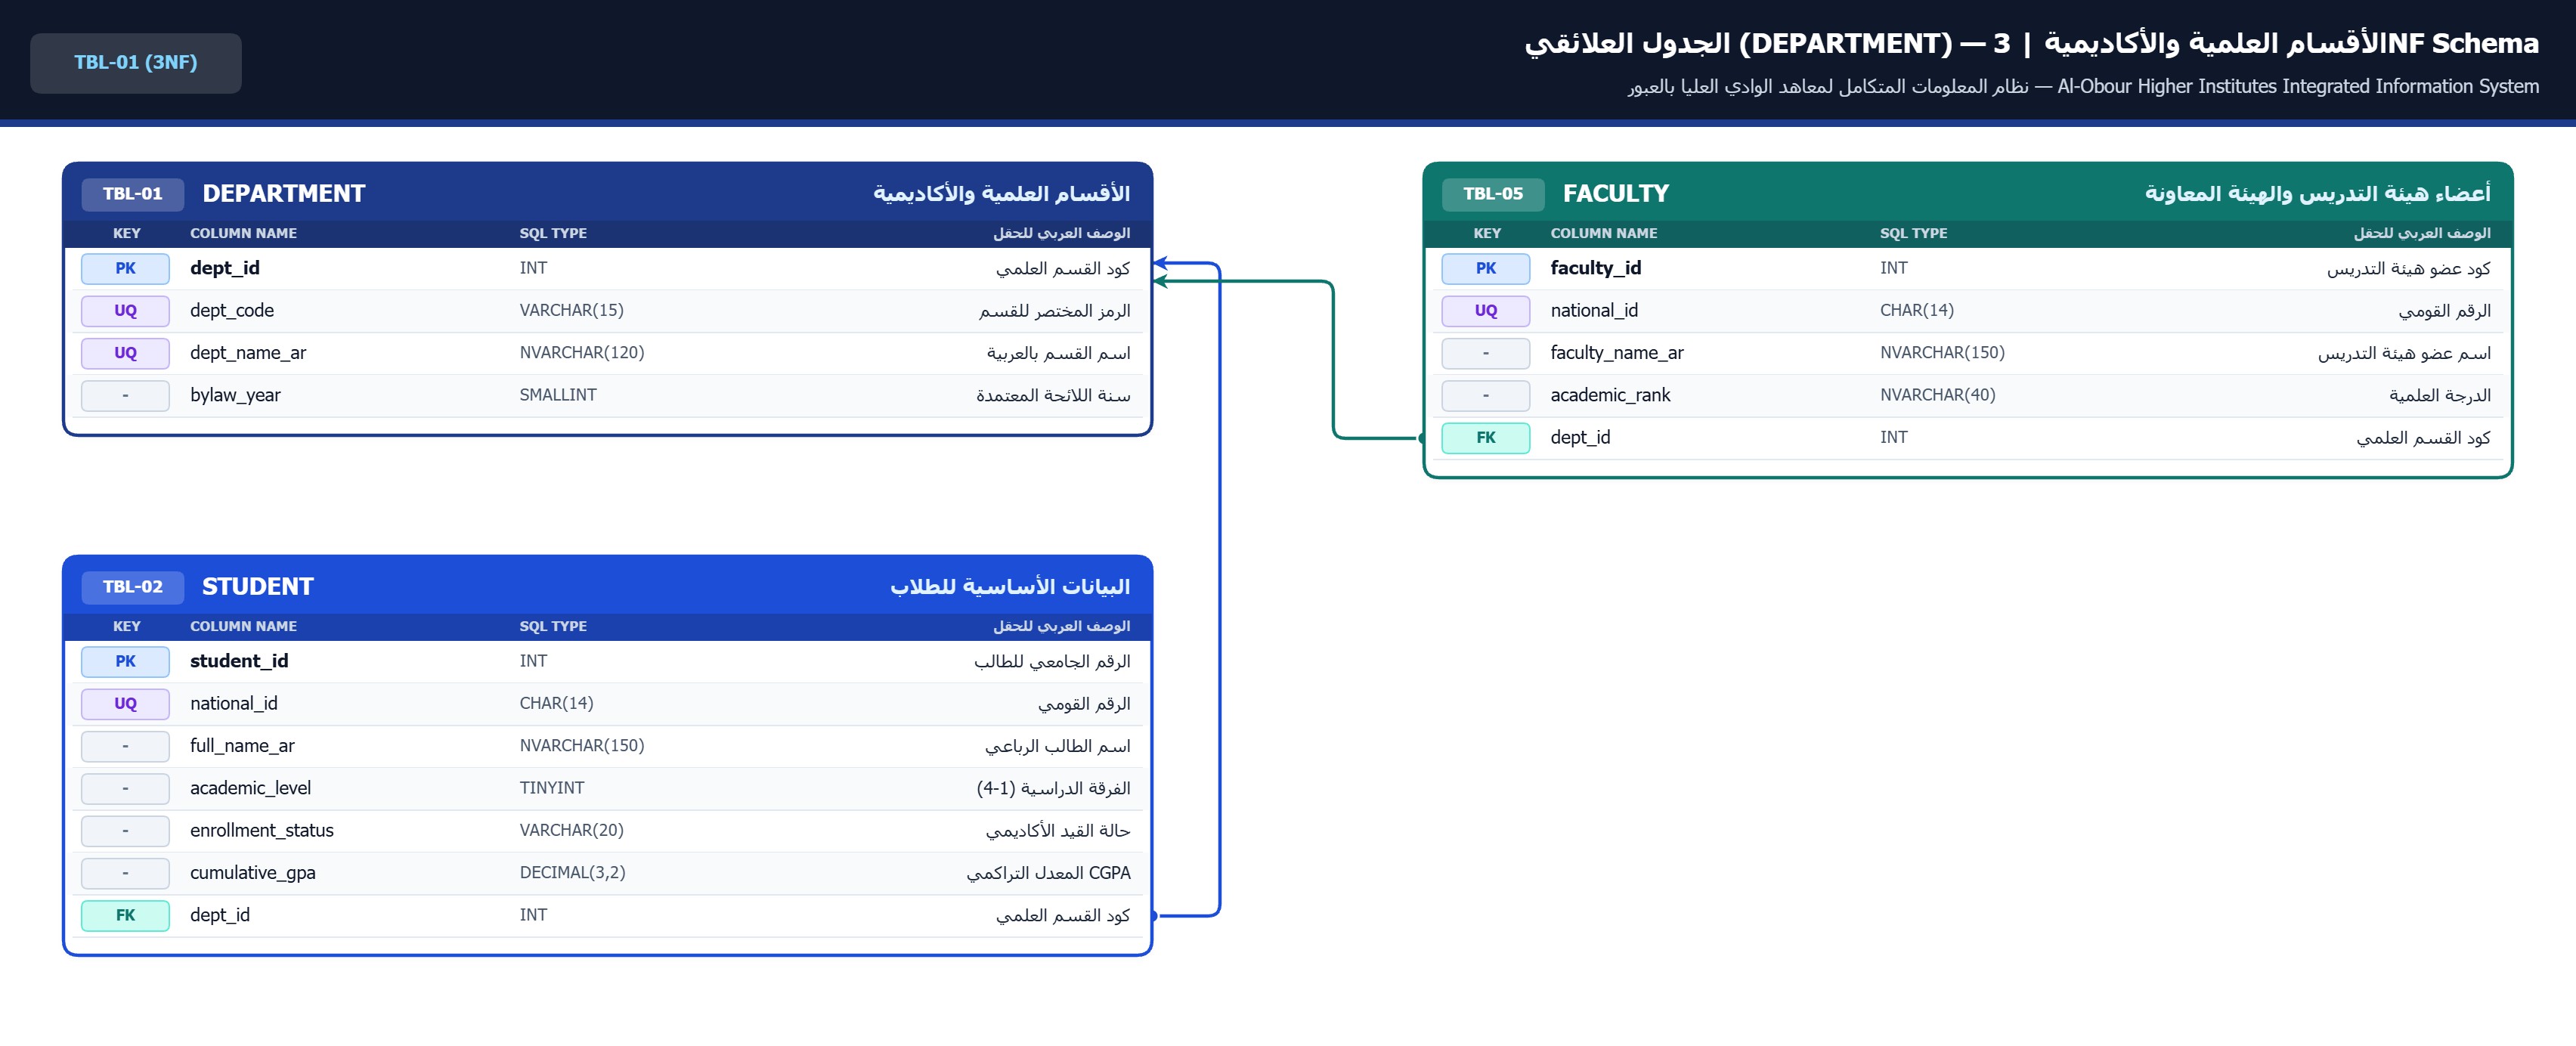 الأقسام العلمية والأكاديمية | الجدول العلائقي (DEPARTMENT) — 3NF Schema
نظام المعلومات المتكامل لمعاهد الوادي العليا بالعبور — Al-Obour Higher Institutes Integrated Information System
TBL-01 (3NF)
TBL-01 DEPARTMENT الأقسام العلمية والأكاديمية
KEY COLUMN NAME SQL TYPE الوصف العربي للحقل
PK dept_id INT كود القسم العلمي
UQ dept_code VARCHAR(15) الرمز المختصر للقسم
UQ dept_name_ar NVARCHAR(120) اسم القسم بالعربية
- bylaw_year SMALLINT سنة اللائحة المعتمدة
TBL-05 FACULTY أعضاء هيئة التدريس والهيئة المعاونة
KEY COLUMN NAME SQL TYPE الوصف العربي للحقل
PK faculty_id INT كود عضو هيئة التدريس
UQ national_id CHAR(14) الرقم القومي
- faculty_name_ar NVARCHAR(150) اسم عضو هيئة التدريس
- academic_rank NVARCHAR(40) الدرجة العلمية
FK dept_id INT كود القسم العلمي
TBL-02 STUDENT البيانات الأساسية للطلاب
KEY COLUMN NAME SQL TYPE الوصف العربي للحقل
PK student_id INT الرقم الجامعي للطالب
UQ national_id CHAR(14) الرقم القومي
- full_name_ar NVARCHAR(150) اسم الطالب الرباعي
- academic_level TINYINT الفرقة الدراسية (1-4)
- enrollment_status VARCHAR(20) حالة القيد الأكاديمي
- cumulative_gpa DECIMAL(3,2) المعدل التراكمي CGPA
FK dept_id INT كود القسم العلمي